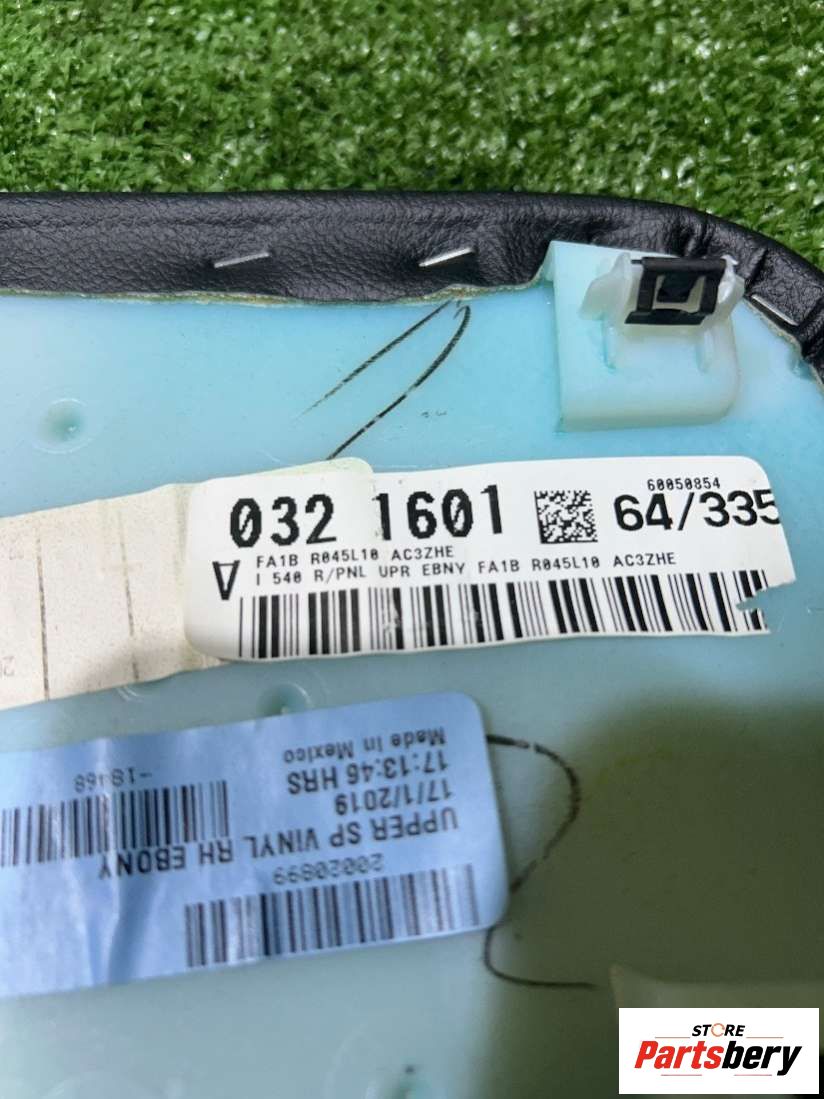 60050854
032 1601 64/335
FA1B R045L10 AC3ZHE
A I 540 R/PNL UPR EBNY FA1B R045L10 AC3ZHE
20020899
UPPER SP VINYL RH EBONY
17/1/2019
17:13:46 HRS
Made in Mexico
-18468
STORE
Partsbery